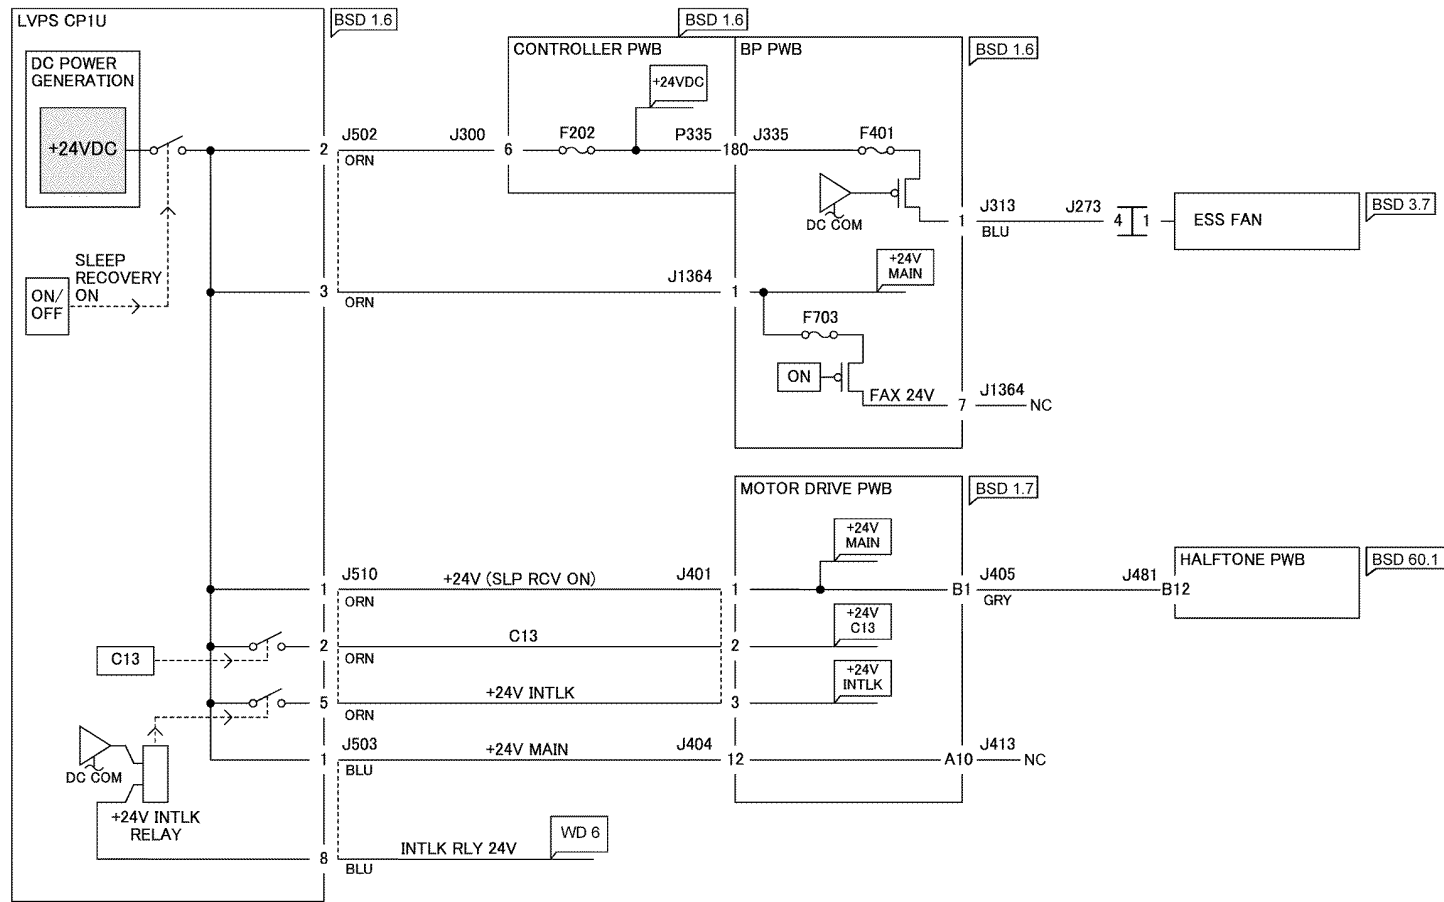 LVPS CP1U
BSD 1.6
DC POWER
GENERATION
+24VDC
CONTROLLER PWB
BSD 1.6
BP PWB
BSD 1.6
+24VDC
2
J502
ORN
J300
6
F202
P335
180
J335
F401
DC COM
1
J313
BLU
J273
4
1
ESS FAN
BSD 3.7
ON/
OFF
SLEEP
RECOVERY
ON
3
ORN
J1364
1
+24V
MAIN
F703
ON
FAX 24V
7
J1364
NC
MOTOR DRIVE PWB
BSD 1.7
+24V
MAIN
1
J510
ORN
+24V (SLP RCV ON)
J401
1
B1
J405
GRY
J481
B12
HALFTONE PWB
BSD 60.1
C13
2
ORN
C13
2
+24V
C13
5
ORN
+24V INTLK
3
+24V
INTLK
DC COM
+24V INTLK
RELAY
1
J503
BLU
+24V MAIN
J404
12
A10
J413
NC
8
BLU
INTLK RLY 24V
WD 6